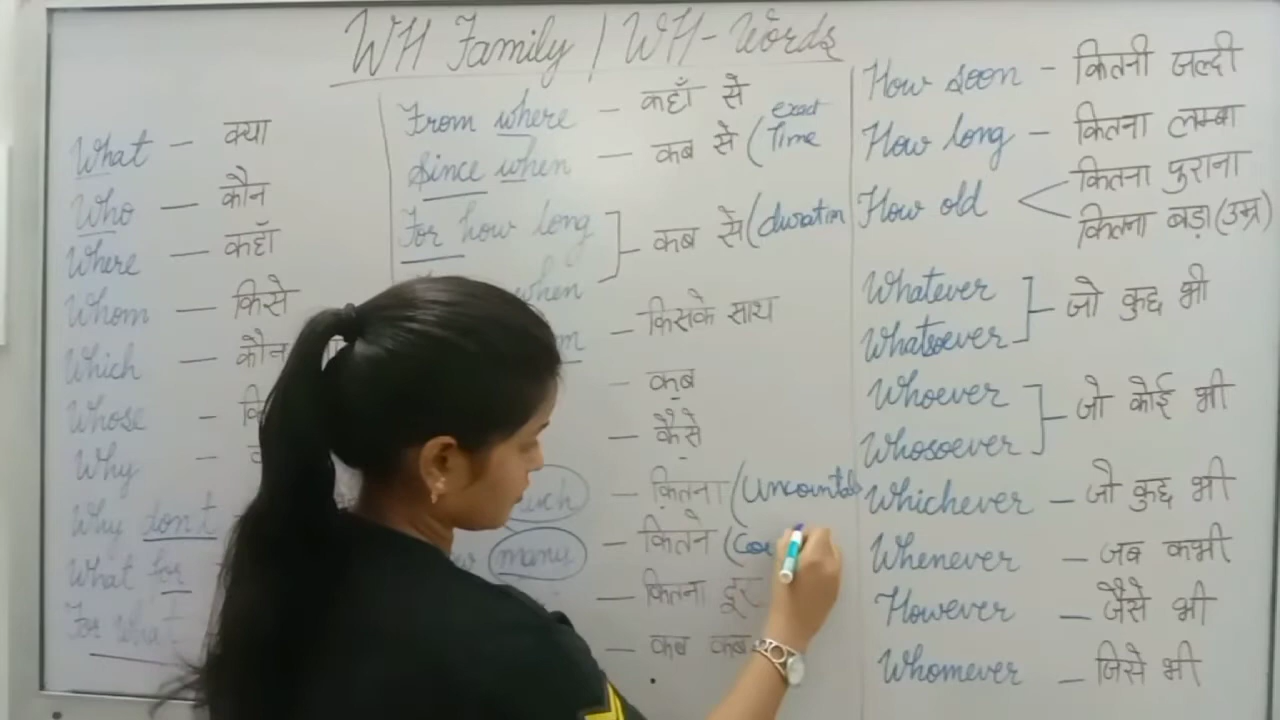 WH Family / WH-Words
What - क्या
Who - कौन
Where - कहाँ
Whom - किसे
Which - कौन
Whose -
Why -
Why don't
What for
For what
From where - कहाँ से
Since when - कब से (exact Time
For how long - कब से (duration
when
- किसके साथ
- कब
- कैसे
- कितना (Uncountable
many - कितने (Cou
- कितना दूर
- कब कब
How soon - कितनी जल्दी
How long - कितना लम्बा
How old < कितना पुराना
कितना बड़ा (उम्र)
Whatever - जो कुछ भी
Whatsoever
Whoever - जो कोई भी
Whosoever
Whichever - जो कुछ भी
Whenever - जब कभी
However - जैसे भी
Whomever - जिसे भी